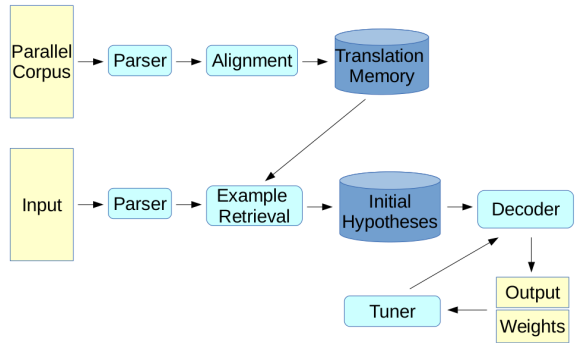 Parallel
Corpus
Parser
Alignment
Translation
Memory
Input
Parser
Example
Retrieval
Initial
Hypotheses
Decoder
Tuner
Output
Weights